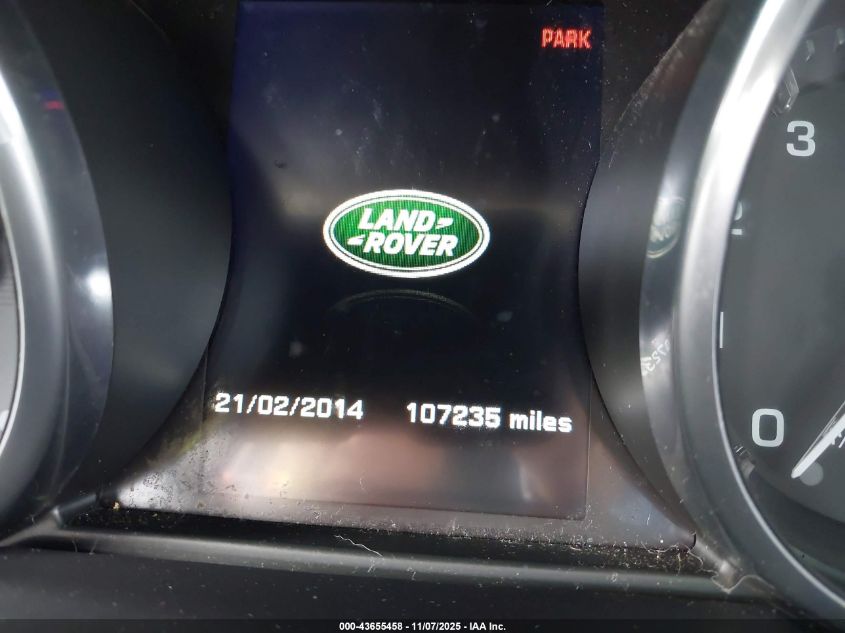 PARK
3
LAND
ROVER
21/02/2014 107235 miles
0
000-43655458 - 11/07/2025 - IAA Inc.